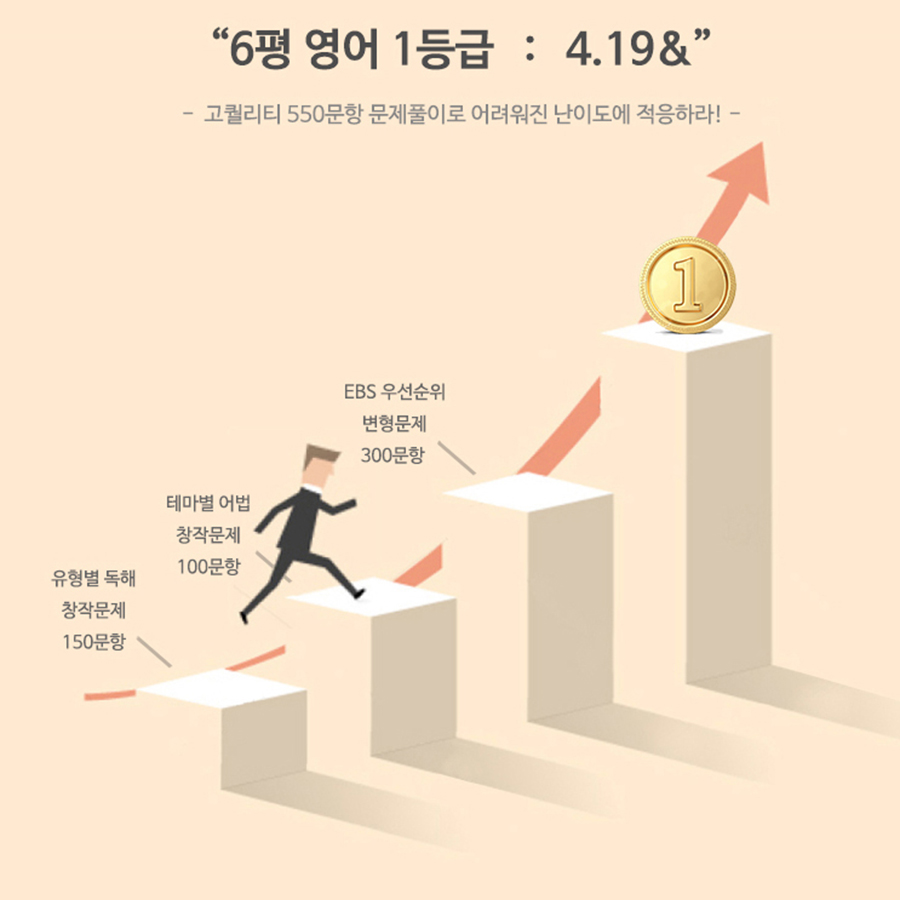 “6평 영어 1등급 : 4.19&”
- 고퀄리티 550문항 문제풀이로 어려워진 난이도에 적응하라! -
1
EBS 우선순위
변형문제
300문항
테마별 어법
창작문제
100문항
유형별 독해
창작문제
150문항